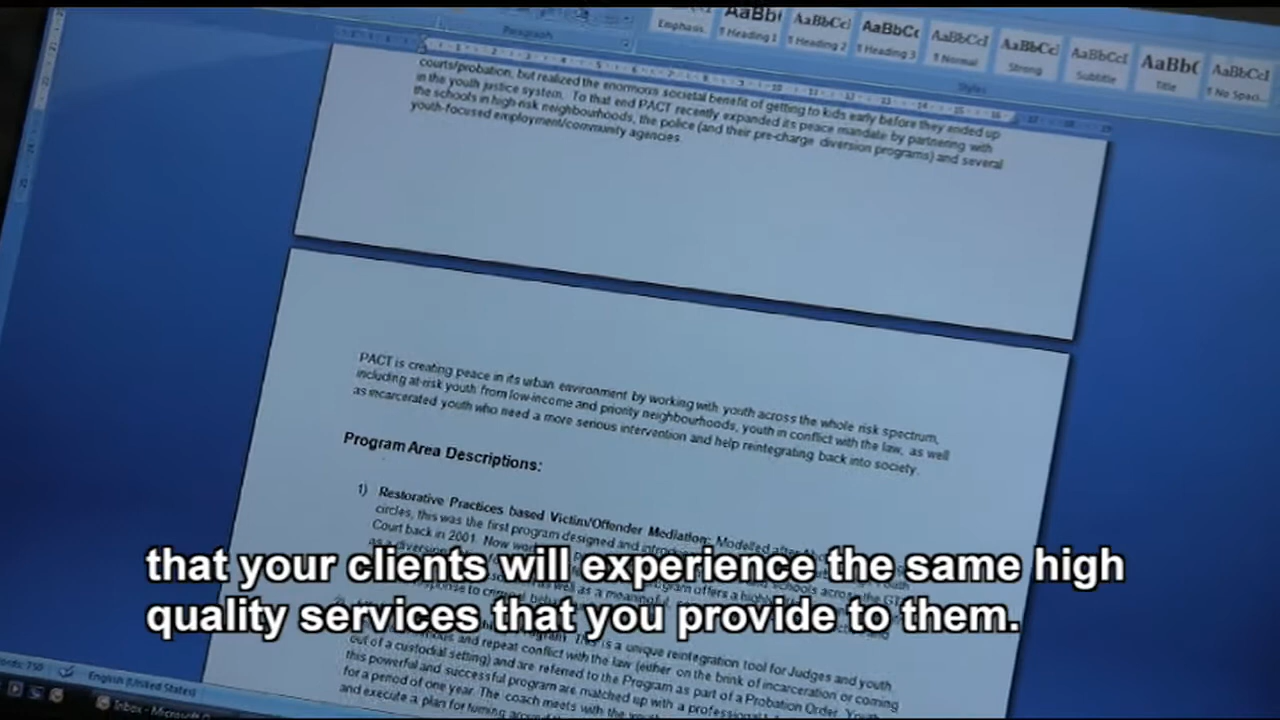 Emphasis ¶ Heading 1 ¶ Heading 2 ¶ Heading 3 ¶ Normal Strong Subtitle Title ¶ No Spaci...
Paragraph Styles
courts/probation, but realized the enormous societal benefit of getting to kids early before they ended up
in the youth justice system. To that end PACT recently expanded its peace mandate by partnering with
the schools in high risk neighbourhoods, the police (and their pre-charge diversion programs) and several
youth-focused employment/community agencies.
PACT is creating peace in its urban environment by working with youth across the whole risk spectrum,
including at-risk youth from low-income and priority neighbourhoods, youth in conflict with the law, as well
as incarcerated youth who need a more serious intervention and help reintegrating back into society.
Program Area Descriptions:
1) Restorative Practices based Victim/Offender Mediation: Modelled after
circles, this was the first program designed and
Court back in 2001. Now
that your clients will experience the same high
quality services that you provide to them.
is a unique reintegration tool for Judges and youth
and repeat conflict with the law (either on the brink of incarceration or coming
out of a custodial setting) and are referred to the Program as part of a Probation Order. Youth
this powerful and successful program are matched up with a professional
for a period of one year. The coach meets with the
and execute a plan for turning
English (United States)
Inbox - Microsoft O